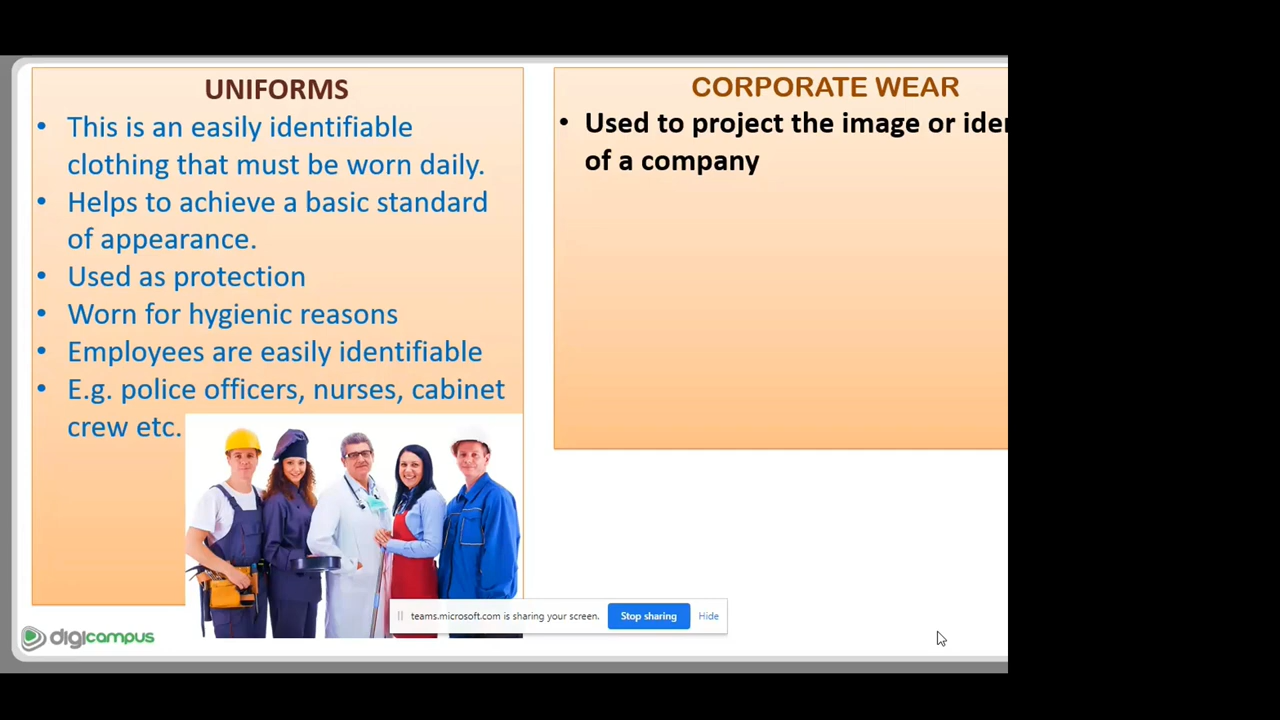 UNIFORMS
• This is an easily identifiable
clothing that must be worn daily.
• Helps to achieve a basic standard
of appearance.
• Used as protection
• Worn for hygienic reasons
• Employees are easily identifiable
• E.g. police officers, nurses, cabinet
crew etc.
CORPORATE WEAR
• Used to project the image or
of a company
teams.microsoft.com is sharing your screen. Stop sharing Hide
digicampus